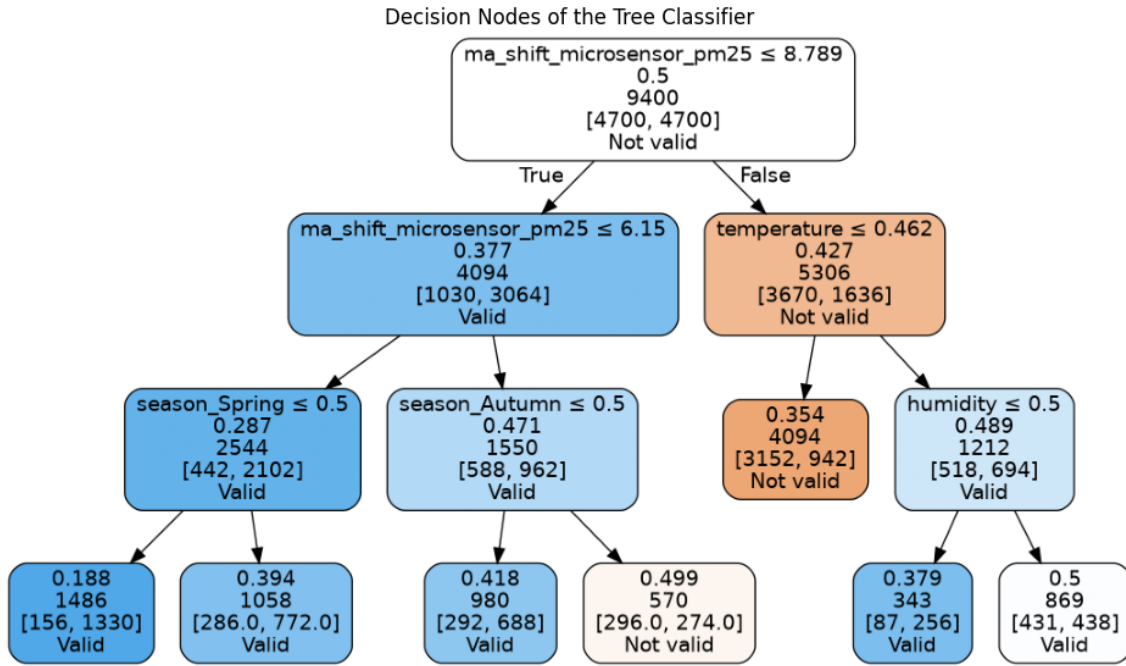 Decision Nodes of the Tree Classifier
ma_shift_microsensor_pm25 ≤ 8.789
0.5
9400
[4700, 4700]
Not valid
True
False
ma_shift_microsensor_pm25 ≤ 6.15
0.377
4094
[1030, 3064]
Valid
temperature ≤ 0.462
0.427
5306
[3670, 1636]
Not valid
season_Spring ≤ 0.5
0.287
2544
[442, 2102]
Valid
season_Autumn ≤ 0.5
0.471
1550
[588, 962]
Valid
0.354
4094
[3152, 942]
Not valid
humidity ≤ 0.5
0.489
1212
[518, 694]
Valid
0.188
1486
[156, 1330]
Valid
0.394
1058
[286.0, 772.0]
Valid
0.418
980
[292, 688]
Valid
0.499
570
[296.0, 274.0]
Not valid
0.379
343
[87, 256]
Valid
0.5
869
[431, 438]
Valid